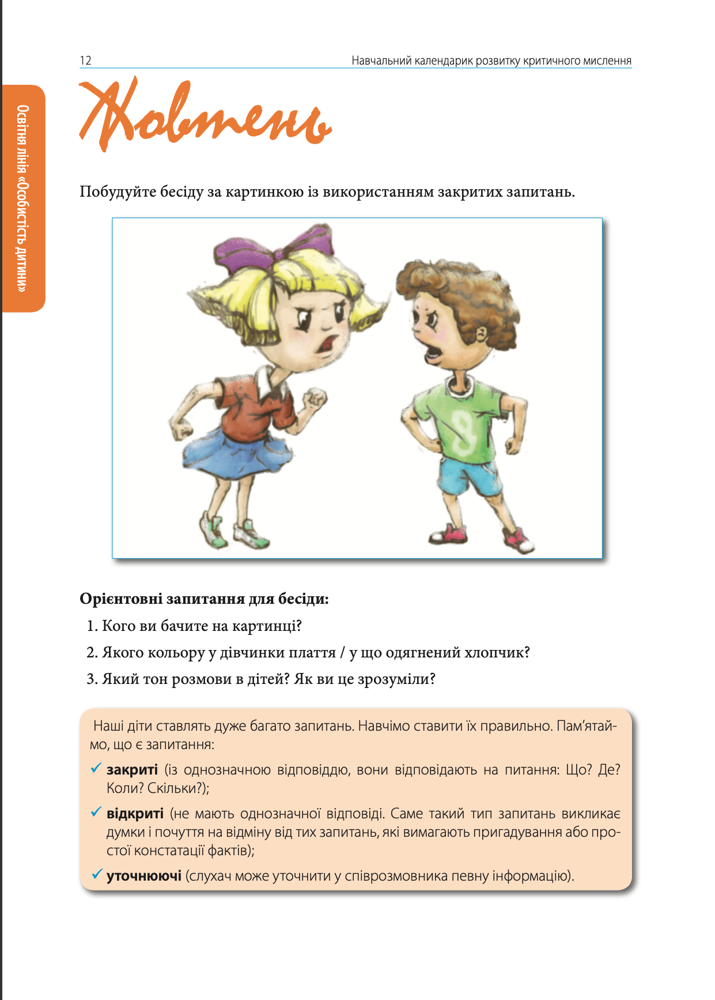 12
Навчальний календарик розвитку критичного мислення
Освітня лінія «Особистість дитини»
Жовтень
Побудуйте бесіду за картинкою із використанням закритих запитань.
8
Орієнтовні запитання для бесіди:
1. Кого ви бачите на картинці?
2. Якого кольору у дівчинки плаття / у що одягнений хлопчик?
3. Який тон розмови в дітей? Як ви це зрозуміли?
Наші діти ставлять дуже багато запитань. Навчімо ставити їх правильно. Пам’ятай-
мо, що є запитання:
✓ закриті (із однозначною відповіддю, вони відповідають на питання: Що? Де?
Коли? Скільки?);
✓ відкриті (не мають однозначної відповіді. Саме такий тип запитань викликає
думки і почуття на відміну від тих запитань, які вимагають пригадування або про-
стої констатації фактів);
✓ уточнюючі (слухач може уточнити у співрозмовника певну інформацію).